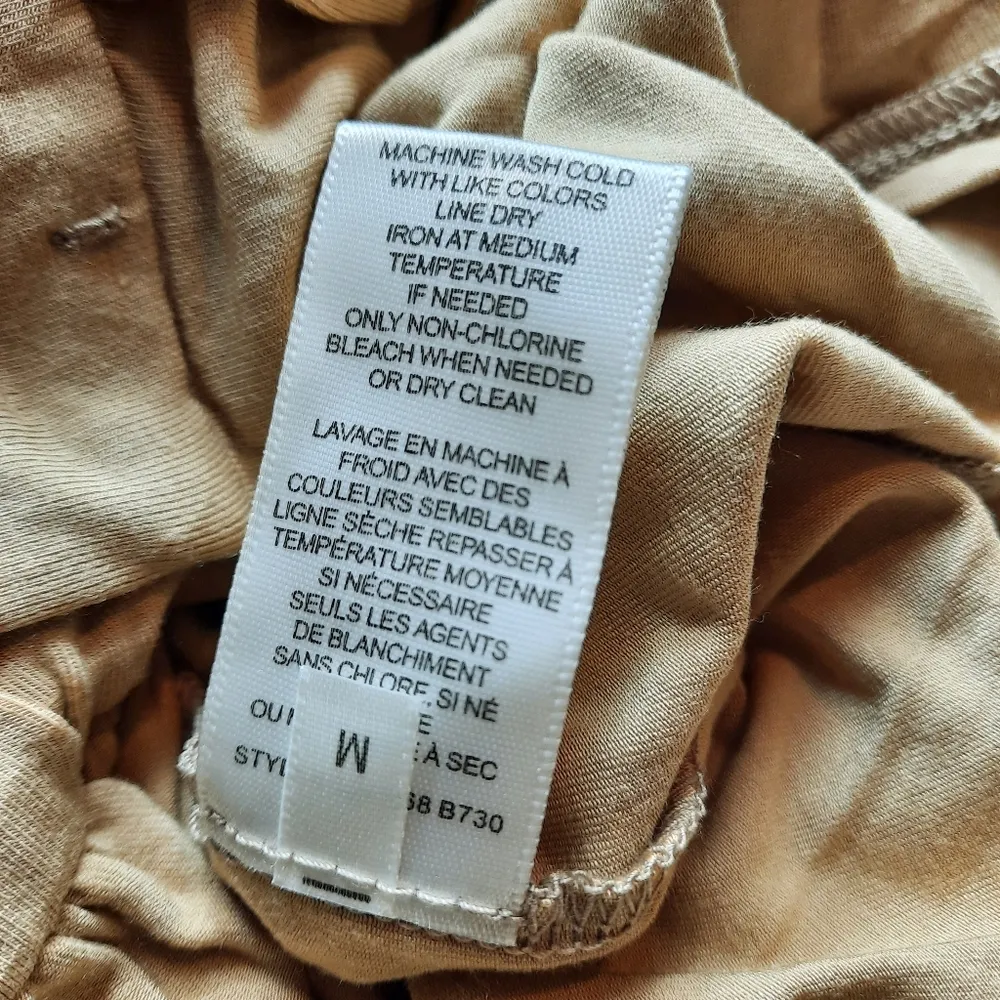 MACHINE WASH COLD
WITH LIKE COLORS
LINE DRY
IRON AT MEDIUM
TEMPERATURE
IF NEEDED
ONLY NON-CHLORINE
BLEACH WHEN NEEDED
OR DRY CLEAN
LAVAGE EN MACHINE À
FROID AVEC DES
COULEURS SEMBLABLES
LIGNE SÈCHE REPASSER À
TEMPÉRATURE MOYENNE
SI NÉCESSAIRE
SEULS LES AGENTS
DE BLANCHIMENT
SANS CHLORE, SI NÉ
OU
À SEC
B730
M